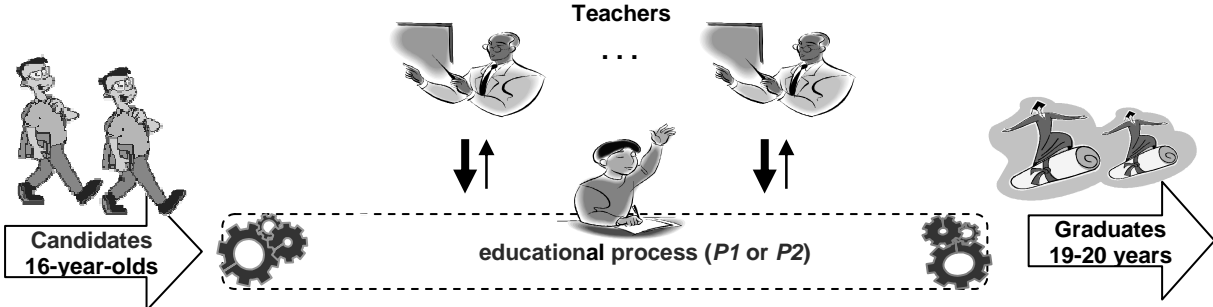 Teachers
. . .
Candidates
16-year-olds
educational process (P1 or P2)
Graduates
19-20 years